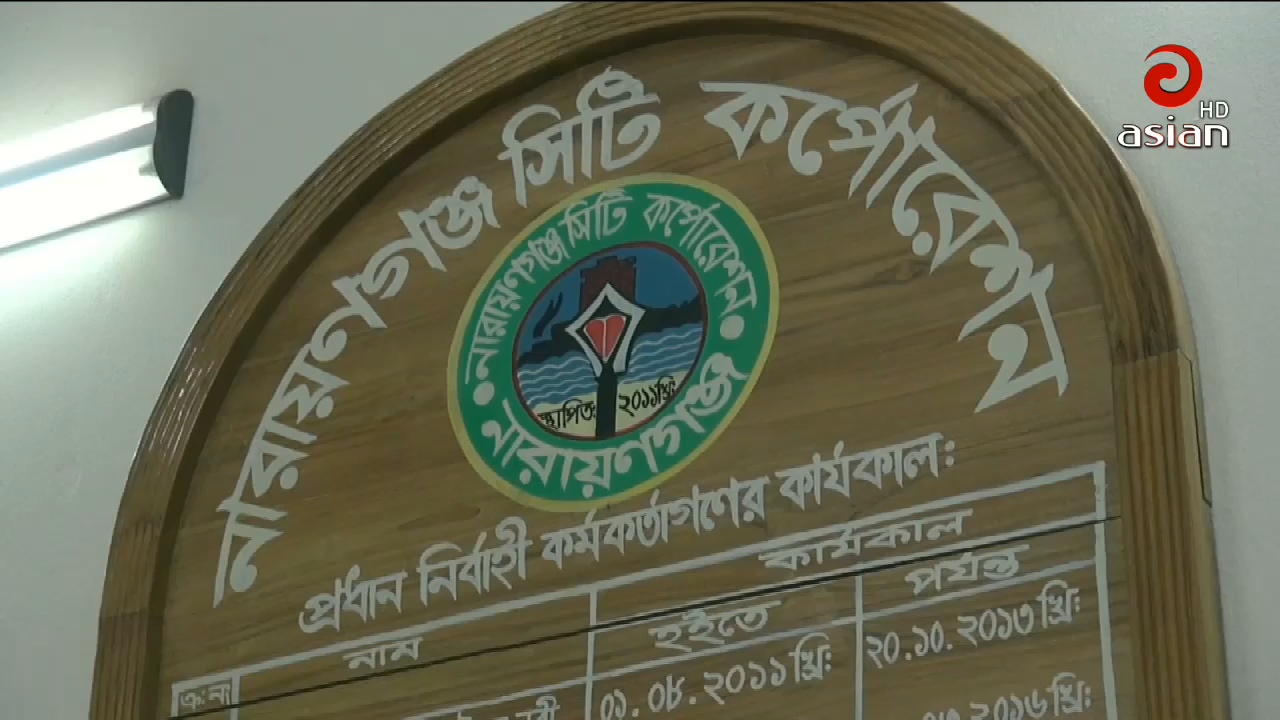 নারায়ণগঞ্জ সিটি কর্পোরেশন
নারায়ণগঞ্জ সিটি কর্পোরেশন
স্থাপিতঃ ২০১১খ্রিঃ
নারায়ণগঞ্জ
প্রধান নির্বাহী কর্মকর্তাগণের কার্যকাল:
ক্রঃনং নাম কার্যকাল
হইতে পর্যন্ত
০১.০৮.২০১১খ্রিঃ ২০.১০.২০১৩খ্রিঃ
২০১৬খ্রিঃ
HD
asian